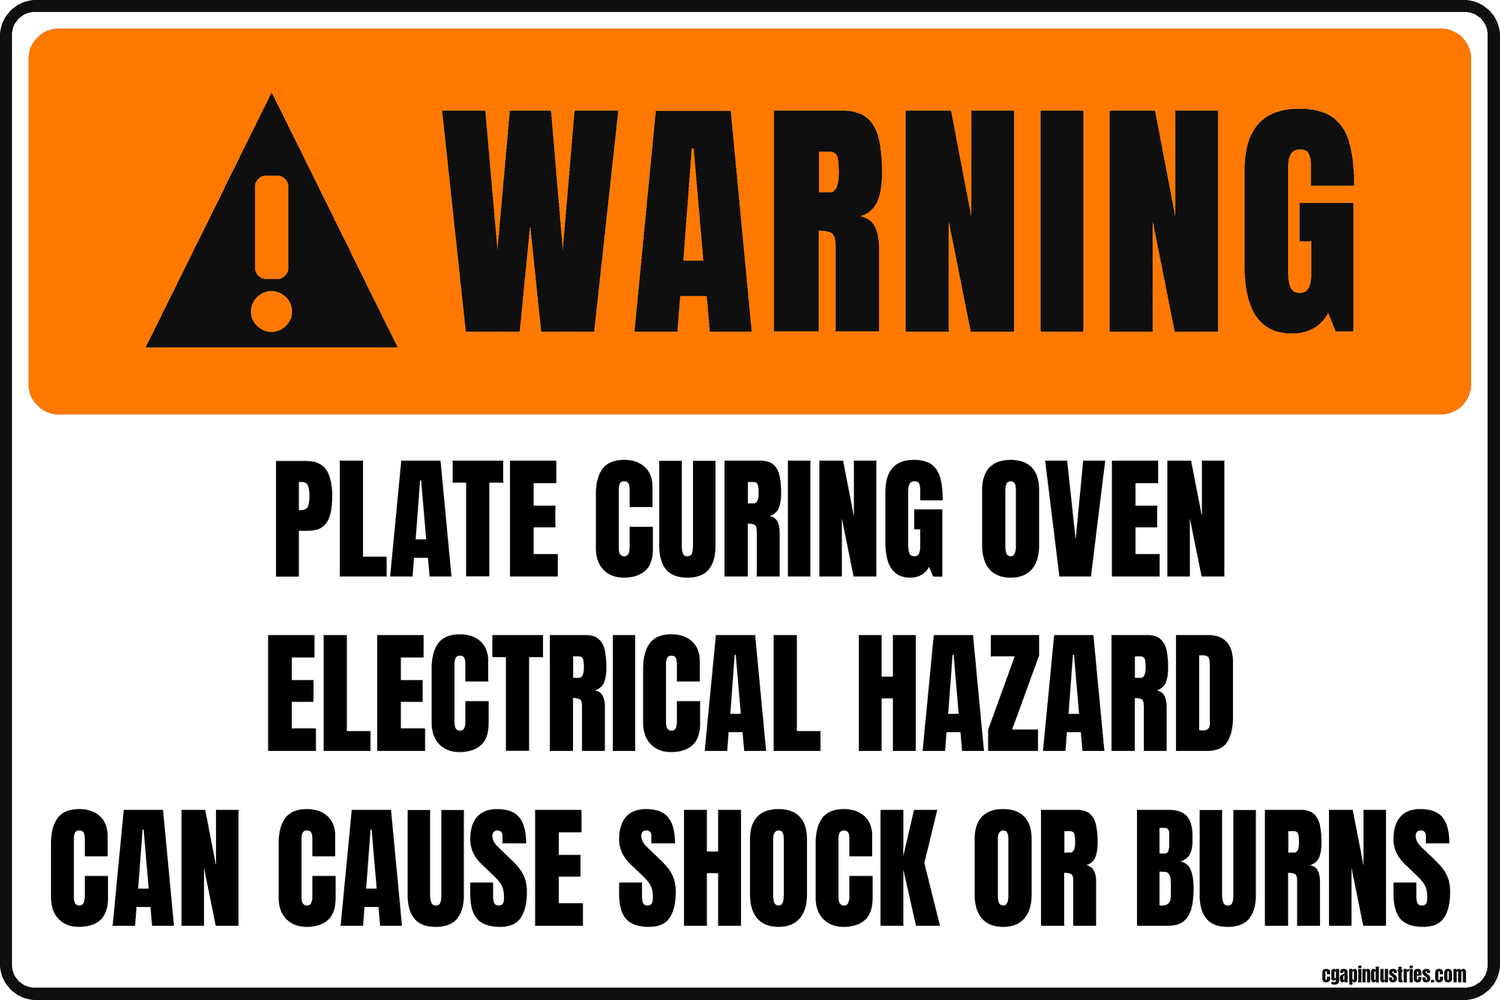 WARNING
PLATE CURING OVEN
ELECTRICAL HAZARD
CAN CAUSE SHOCK OR BURNS
cgapindustries.com